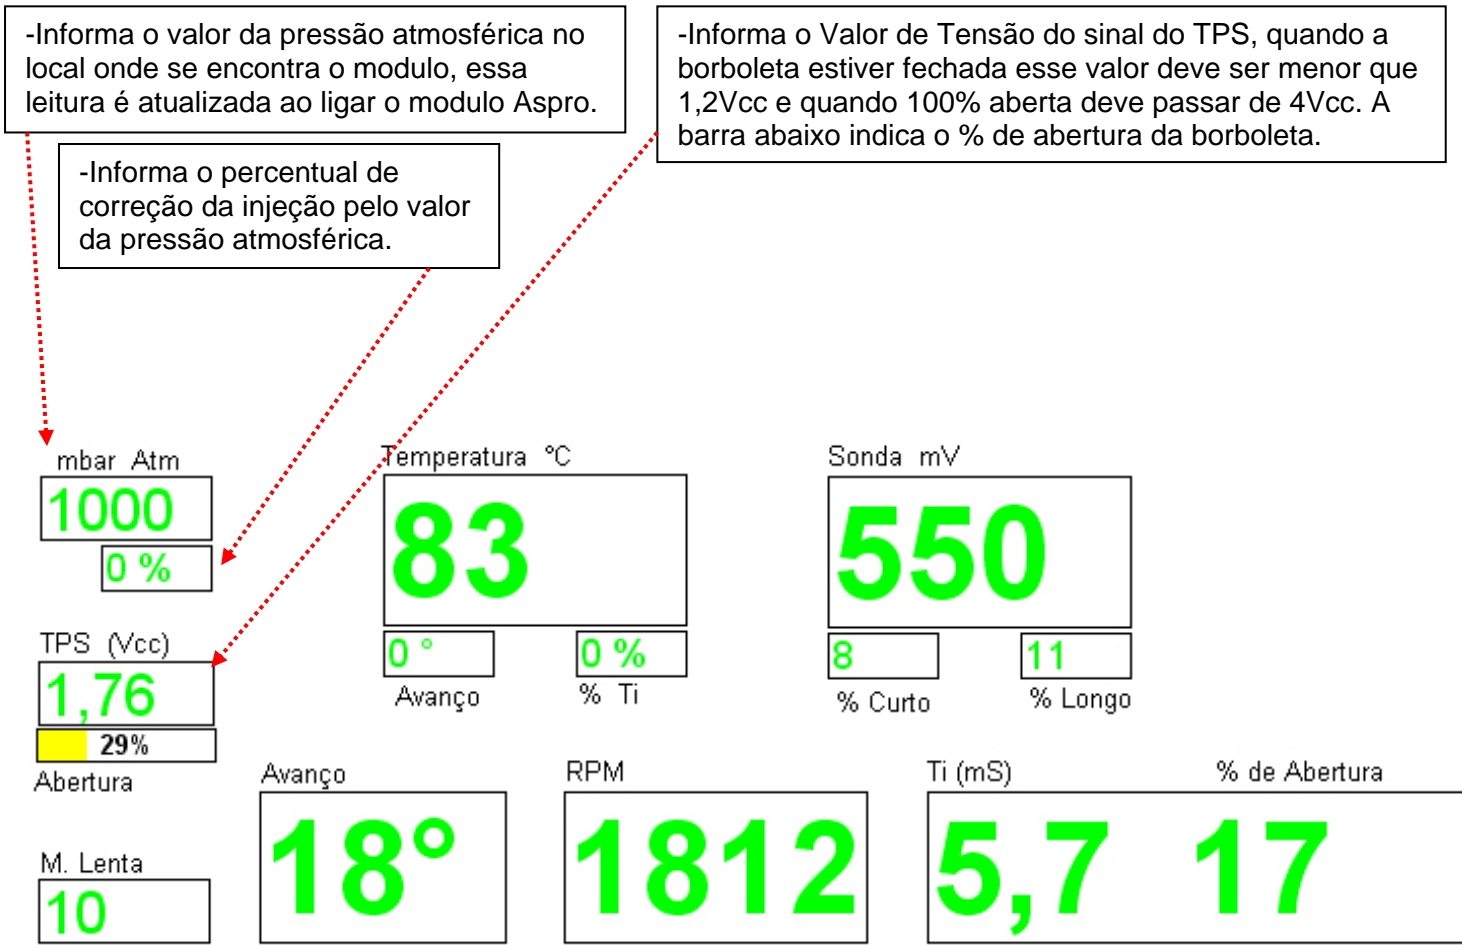 -Informa o valor da pressão atmosférica no
local onde se encontra o modulo, essa
leitura é atualizada ao ligar o modulo Aspro.
-Informa o Valor de Tensão do sinal do TPS, quando a
borboleta estiver fechada esse valor deve ser menor que
1,2Vcc e quando 100% aberta deve passar de 4Vcc. A
barra abaixo indica o % de abertura da borboleta.
-Informa o percentual de
correção da injeção pelo valor
da pressão atmosférica.
mbar Atm
1000
0 %
Temperatura °C
83
0 °
0 %
Avanço
% Ti
Sonda mV
550
8
11
% Curto
% Longo
TPS (Vcc)
1,76
29%
Abertura
M. Lenta
10
Avanço
18°
RPM
1812
Ti (mS)
% de Abertura
5,7
17